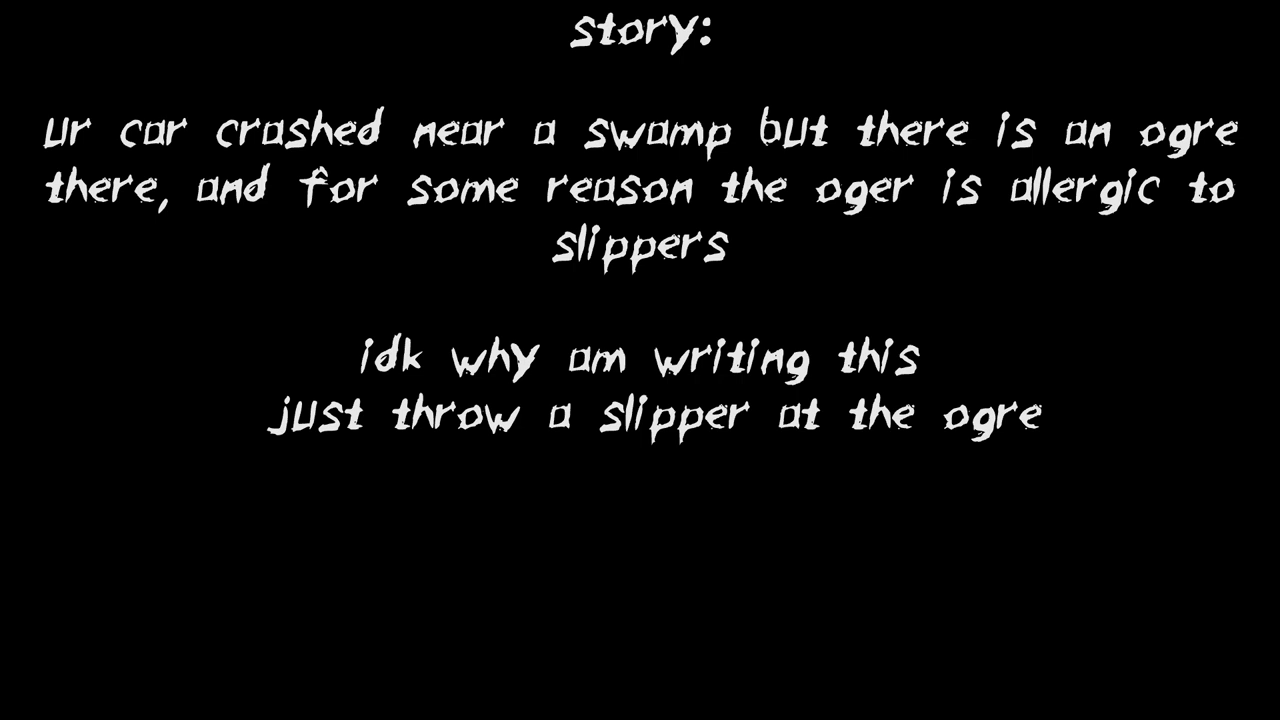 story:
ur car crashed near a swamp but there is an ogre
there, and for some reason the oger is allergic to
slippers
idk why am writing this
just throw a slipper at the ogre